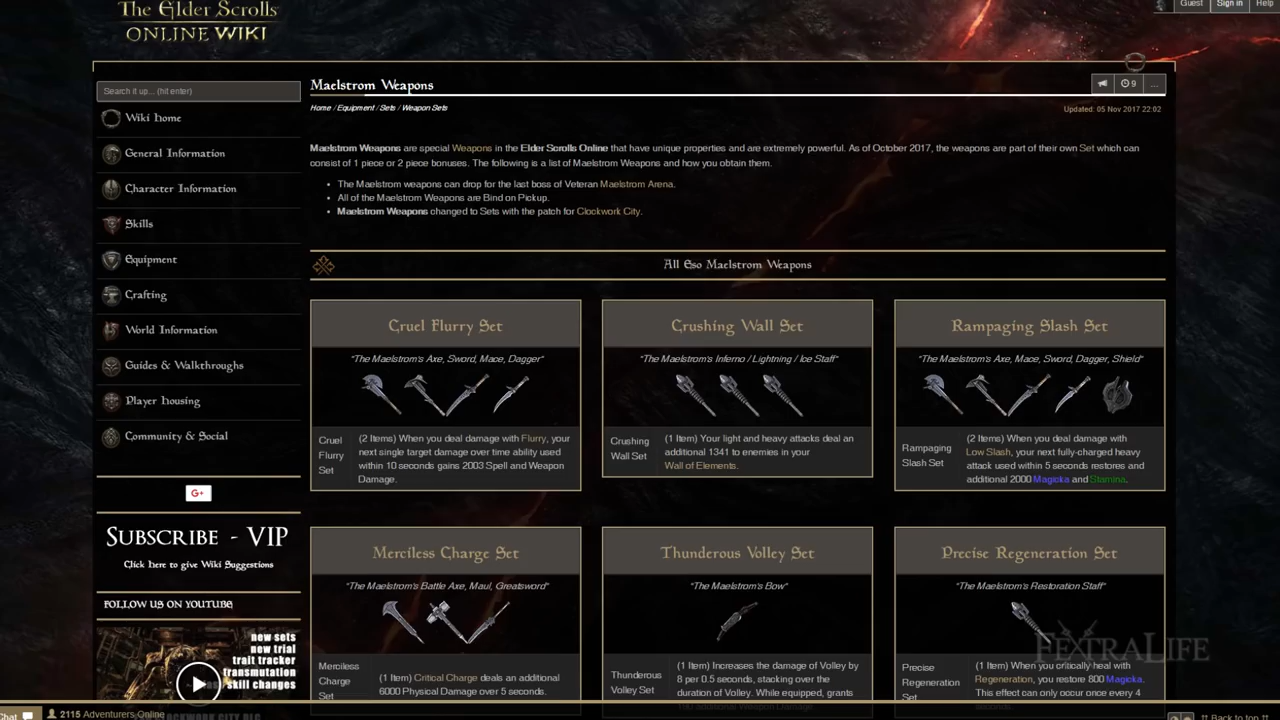 The Elder Scrolls
ONLINE WIKI
Guest Sign in Help
Search it up... (hit enter)
Wiki Home
General Information
Character Information
Skills
Equipment
Crafting
World Information
Guides & Walkthroughs
Player Housing
Community & Social
G+
SUBSCRIBE - VIP
Click here to give Wiki Suggestions
FOLLOW US ON YOUTUBE
new sets
new trial
trait tracker
transmutation
skill changes
Maelstrom Weapons
9 ...
Home / Equipment / Sets / Weapon Sets
Updated: 05 Nov 2017 22:02
Maelstrom Weapons are special Weapons in the Elder Scrolls Online that have unique properties and are extremely powerful. As of October 2017, the weapons are part of their own Set which can
consist of 1 piece or 2 piece bonuses. The following is a list of Maelstrom Weapons and how you obtain them.
• The Maelstrom weapons can drop for the last boss of Veteran Maelstrom Arena.
• All of the Maelstrom Weapons are Bind on Pickup.
• Maelstrom Weapons changed to Sets with the patch for Clockwork City.
All Eso Maelstrom Weapons
Cruel Flurry Set
"The Maelstrom's Axe, Sword, Mace, Dagger"
Cruel
Flurry
Set
(2 Items) When you deal damage with Flurry, your
next single target damage over time ability used
within 10 seconds gains 2003 Spell and Weapon
Damage.
Crushing Wall Set
"The Maelstrom's Inferno / Lightning / Ice Staff"
Crushing
Wall Set
(1 Item) Your light and heavy attacks deal an
additional 1341 to enemies in your
Wall of Elements.
Rampaging Slash Set
"The Maelstrom's Axe, Mace, Sword, Dagger, Shield"
Rampaging
Slash Set
(2 Items) When you deal damage with
Low Slash, your next fully-charged heavy
attack used within 5 seconds restores and
additional 2000 Magicka and Stamina.
Merciless Charge Set
"The Maelstrom's Battle Axe, Maul, Greatsword"
Merciless
Charge
Set
(1 Item) Critical Charge deals an additional
6000 Physical Damage over 5 seconds.
Thunderous Volley Set
"The Maelstrom's Bow"
Thunderous
Volley Set
(1 Item) Increases the damage of Volley by
8 per 0.5 seconds, stacking over the
duration of Volley. While equipped, grants
Precise Regeneration Set
"The Maelstrom's Restoration Staff"
Precise
Regeneration
Set
(1 Item) When you critically heal with
Regeneration, you restore 800 Magicka.
This effect can only occur once every 4
seconds.
FEXTRALIFE
Chat
2115 Adventurers Online
!! Back to top !!